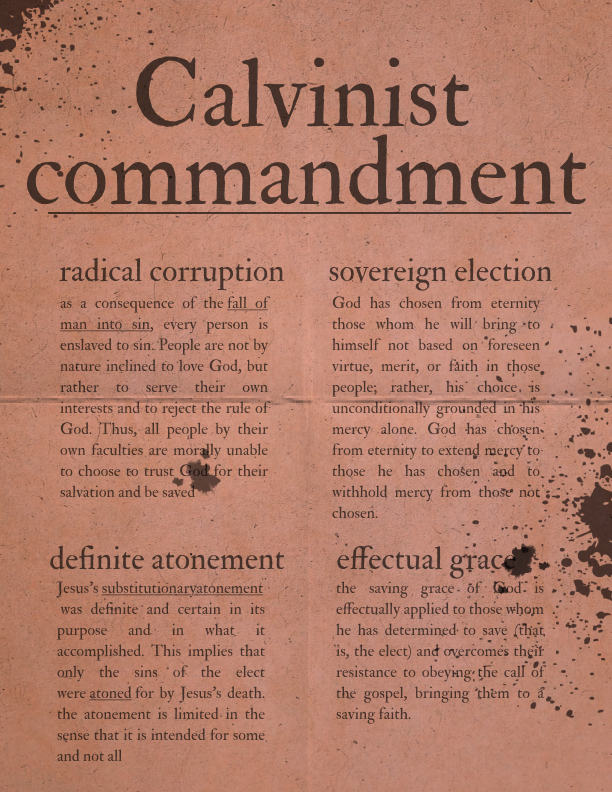 Calvinist
commandment
radical corruption
as a consequence of the fall of
man into sin, every person is
enslaved to sin. People are not by
nature inclined to love God, but
rather to serve their own
interests and to reject the rule of
God. Thus, all people by their
own faculties are morally unable
to choose to trust God for their
salvation and be saved
sovereign election
God has chosen from eternity
those whom he will bring to
himself not based on foreseen
virtue, merit, or faith in those
people; rather, his choice is
unconditionally grounded in his
mercy alone. God has chosen
from eternity to extend mercy to
those he has chosen and to
withhold mercy from those not
chosen.
definite atonement
Jesus's substitutionaryatonement
was definite and certain in its
purpose and in what it
accomplished. This implies that
only the sins of the elect
were atoned for by Jesus's death.
the atonement is limited in the
sense that it is intended for some
and not all
effectual grace
the saving grace of God is
effectually applied to those whom
he has determined to save (that
is, the elect) and overcomes their
resistance to obeying the call of
the gospel, bringing them to a
saving faith.